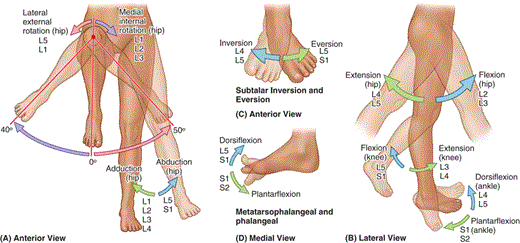 Lateral
external
rotation (hip)
L5
L1
Medial
internal
rotation (hip)
L1
L2
L3
40º
0º
50º
Adduction
(hip)
L1
L2
L3
L4
Abduction
(hip)
L5
S1
(A) Anterior View
Inversion
L4
L5
Eversion
L5
S1
Subtalar Inversion and
Eversion
(C) Anterior View
Dorsiflexion
L5
S1
S1
S2
Plantarflexion
Metatarsophalangeal and
phalangeal
(D) Medial View
Extension
(hip)
L4
L5
Flexion
(hip)
L2
L3
Flexion
(knee)
L5
S1
Extension
(knee)
L3
L4
Dorsiflexion
(ankle)
L4
L5
Plantarflexion
S1 (ankle)
S2
(B) Lateral View